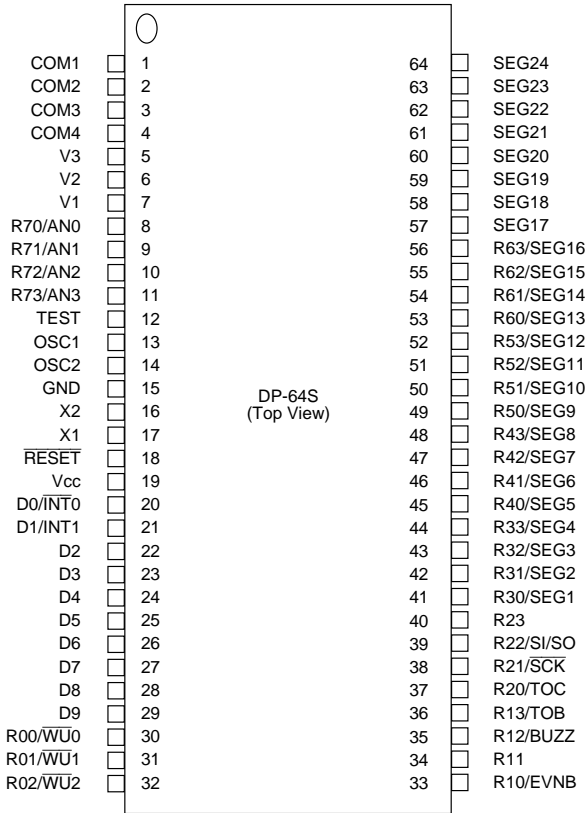 COM1 1 64 SEG24
COM2 2 63 SEG23
COM3 3 62 SEG22
COM4 4 61 SEG21
V3 5 60 SEG20
V2 6 59 SEG19
V1 7 58 SEG18
R70/AN0 8 57 SEG17
R71/AN1 9 56 R63/SEG16
R72/AN2 10 55 R62/SEG15
R73/AN3 11 54 R61/SEG14
TEST 12 53 R60/SEG13
OSC1 13 52 R53/SEG12
OSC2 14 51 R52/SEG11
GND 15 50 R51/SEG10
DP-64S
(Top View)
X2 16 49 R50/SEG9
X1 17 48 R43/SEG8
R̅E̅S̅E̅T̅ 18 47 R42/SEG7
Vcc 19 46 R41/SEG6
D0/I̅N̅T̅0 20 45 R40/SEG5
D1/INT1 21 44 R33/SEG4
D2 22 43 R32/SEG3
D3 23 42 R31/SEG2
D4 24 41 R30/SEG1
D5 25 40 R23
D6 26 39 R22/SI/SO
D7 27 38 R21/S̅C̅K̅
D8 28 37 R20/TOC
D9 29 36 R13/TOB
R00/W̅U̅0 30 35 R12/BUZZ
R01/W̅U̅1 31 34 R11
R02/W̅U̅2 32 33 R10/EVNB